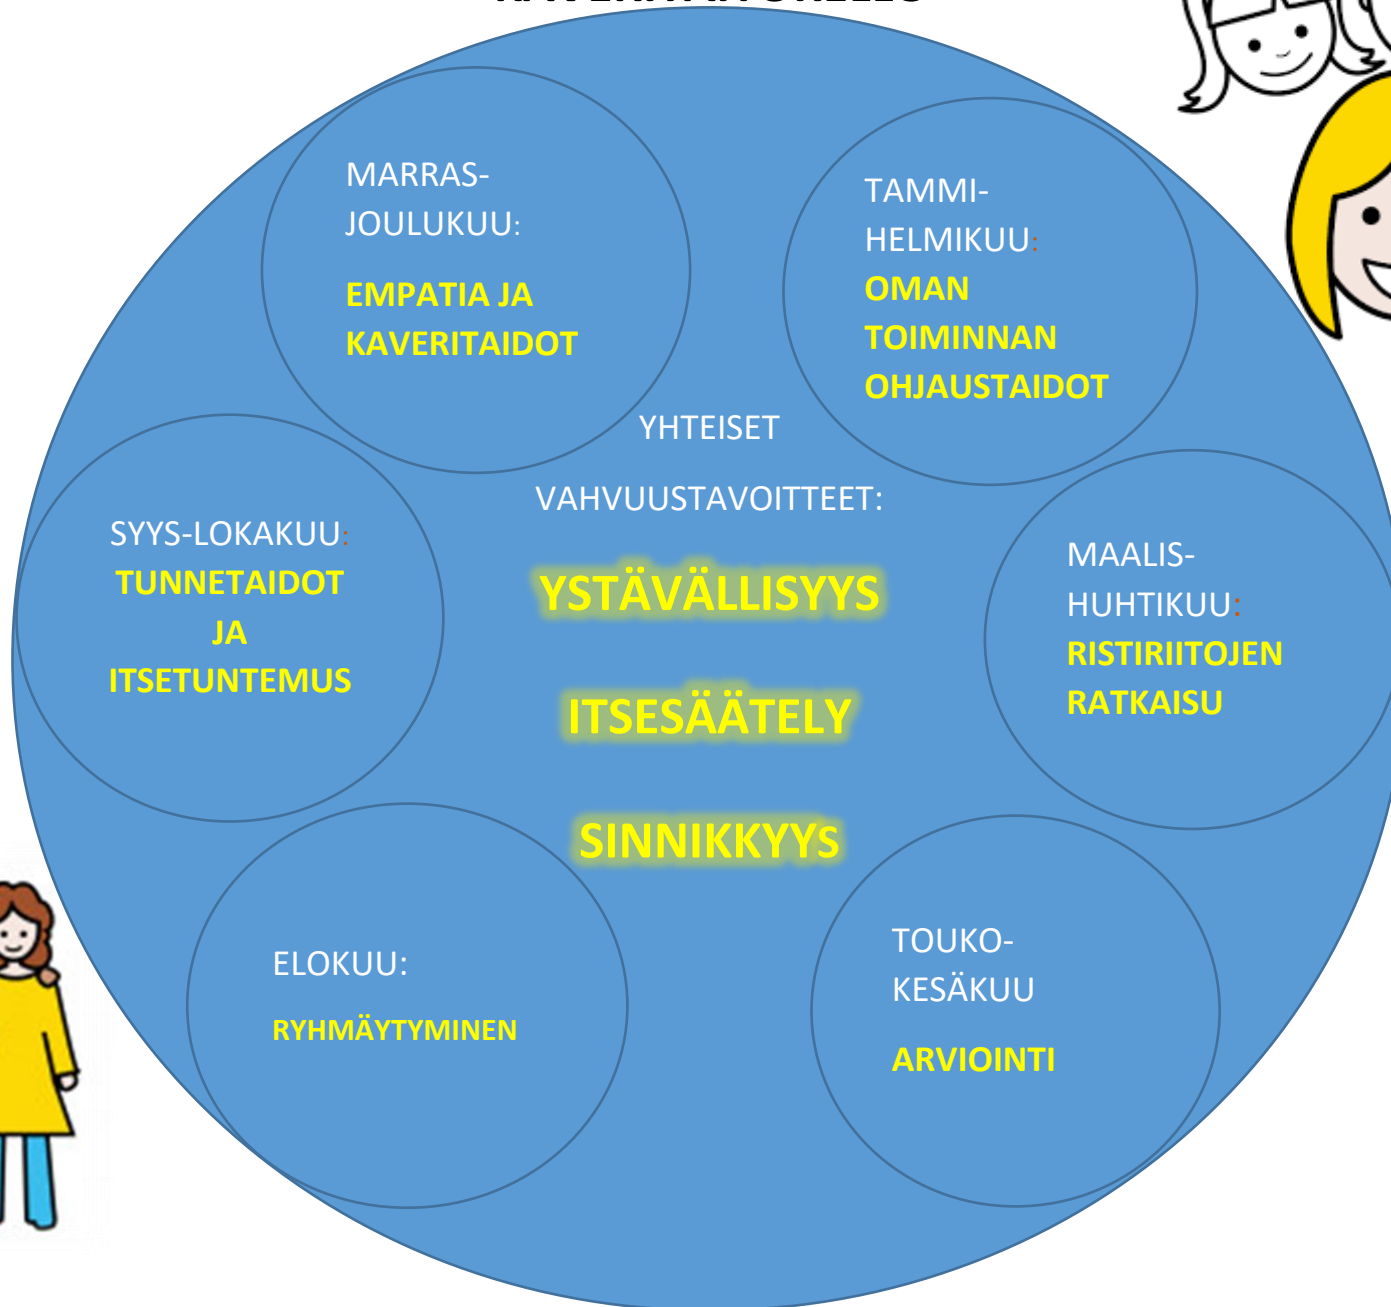 MARRAS-
JOULUKUU:
EMPATIA JA
KAVERITAIDOT
TAMMI-
HELMIKUU:
OMAN
TOIMINNAN
OHJAUSTAIDOT
SYYS-LOKAKUU:
TUNNETAIDOT
JA
ITSETUNTEMUS
YHTEISET
VAHVUUSTAVOITTEET:
YSTÄVÄLLISYYS
ITSESÄÄTELY
SINNIKKYYs
MAALIS-
HUHTIKUU:
RISTIRIITOJEN
RATKAISU
ELOKUU:
RYHMÄYTYMINEN
TOUKO-
KESÄKUU
ARVIOINTI